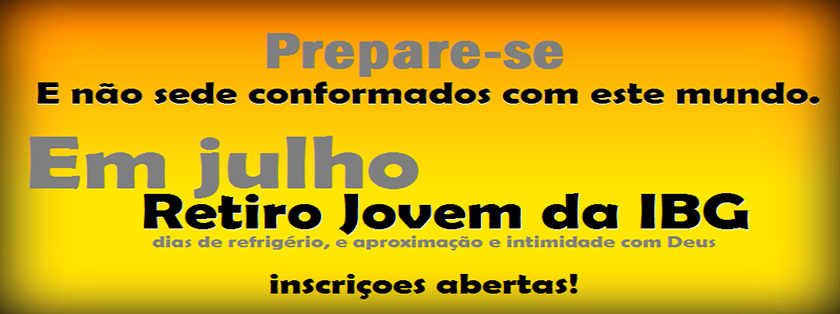 Prepare-se
E não sede conformados com este mundo.
Em julho
Retiro Jovem da IBG
dias de refrigério, e aproximação e intimidade com Deus
inscriçoes abertas!